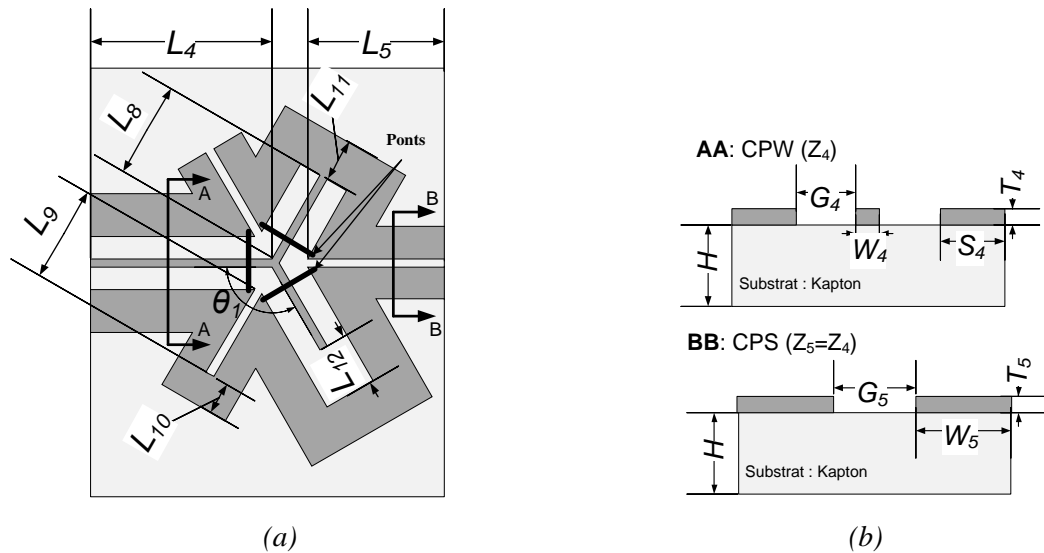 L4
L5
L8
L11
Ponts
L9
A
B
θ1
A
B
L12
L10
(a)
AA: CPW (Z4)
G4
T4
W4
S4
H
Substrat : Kapton
BB: CPS (Z5=Z4)
G5
T5
W5
H
Substrat : Kapton
(b)